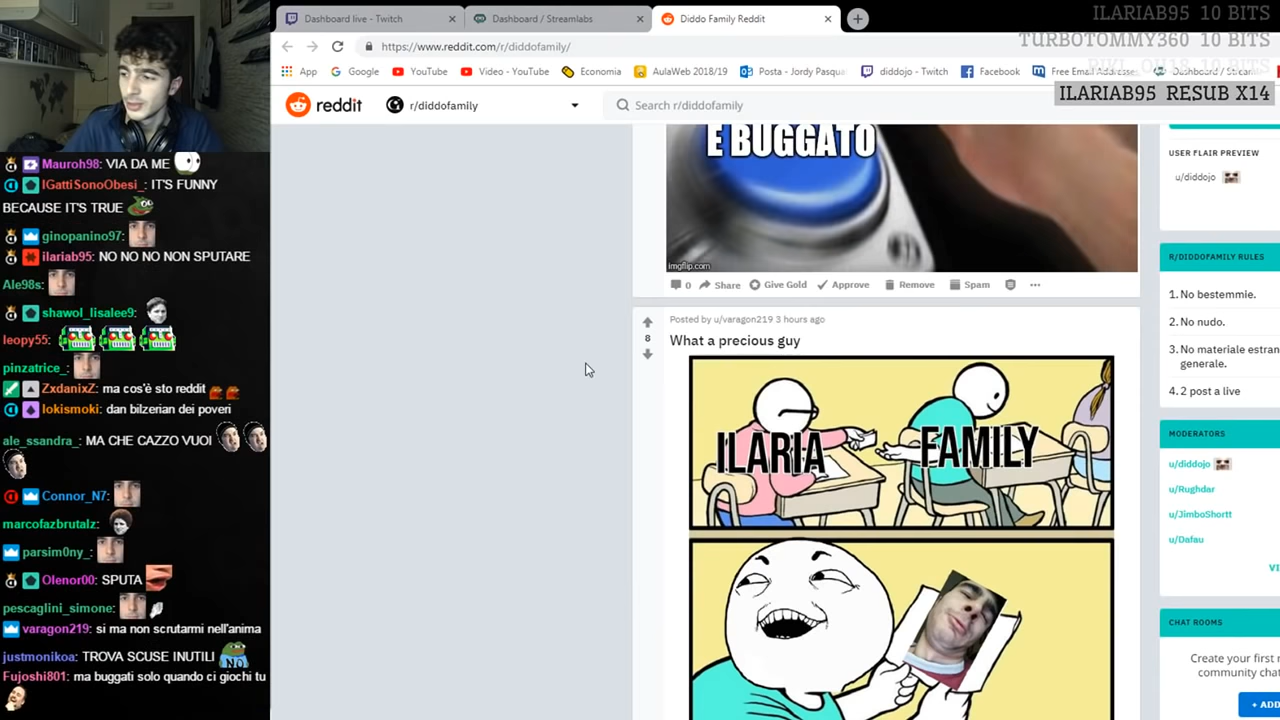 Dashboard live - Twitch
Dashboard / Streamlabs
Diddo Family Reddit
ILARIAB95 10 BITS
TURBOTOMMY360 10 BITS
ILARIAB95 RESUB X14
https://www.reddit.com/r/diddofamily/
App
Google
YouTube
Video - YouTube
Economia
AulaWeb 2018/19
Posta - Jordy Pasqua
diddojo - Twitch
Facebook
Free Email Addresse
Dashboard / Streamla
reddit
r/diddofamily
Search r/diddofamily
Mauroh98: VIA DA ME
IGattiSonoObesi_: IT'S FUNNY
BECAUSE IT'S TRUE
ginopanino97:
ilariab95: NO NO NO NON SPUTARE
Ale98s:
shawol_lisalee9:
leopy55:
pinzatrice_:
ZxdanixZ: ma cos'è sto reddit
lokismoki: dan bilzerian dei poveri
ale_ssandra_: MA CHE CAZZO VUOI
Connor_N7:
marcofazbrutalz:
parsim0ny_:
Olenor00: SPUTA
pescaglini_simone:
varagon219: si ma non scrutarmi nell'anima
justmonikoa: TROVA SCUSE INUTILI
NO
Fujoshi801: ma buggati solo quando ci giochi tu
È BUGGATO
imgflip.com
0 Share Give Gold Approve Remove Spam
Posted by u/varagon219 3 hours ago
8
What a precious guy
ILARIA
FAMILY
USER FLAIR PREVIEW
u/diddojo
R/DIDDOFAMILY RULES
1. No bestemmie.
2. No nudo.
3. No materiale estran
generale.
4. 2 post a live
MODERATORS
u/diddojo
u/Rughdar
u/JimboShortt
u/Dafau
VI
CHAT ROOMS
Create your first r
community chat
+ ADD